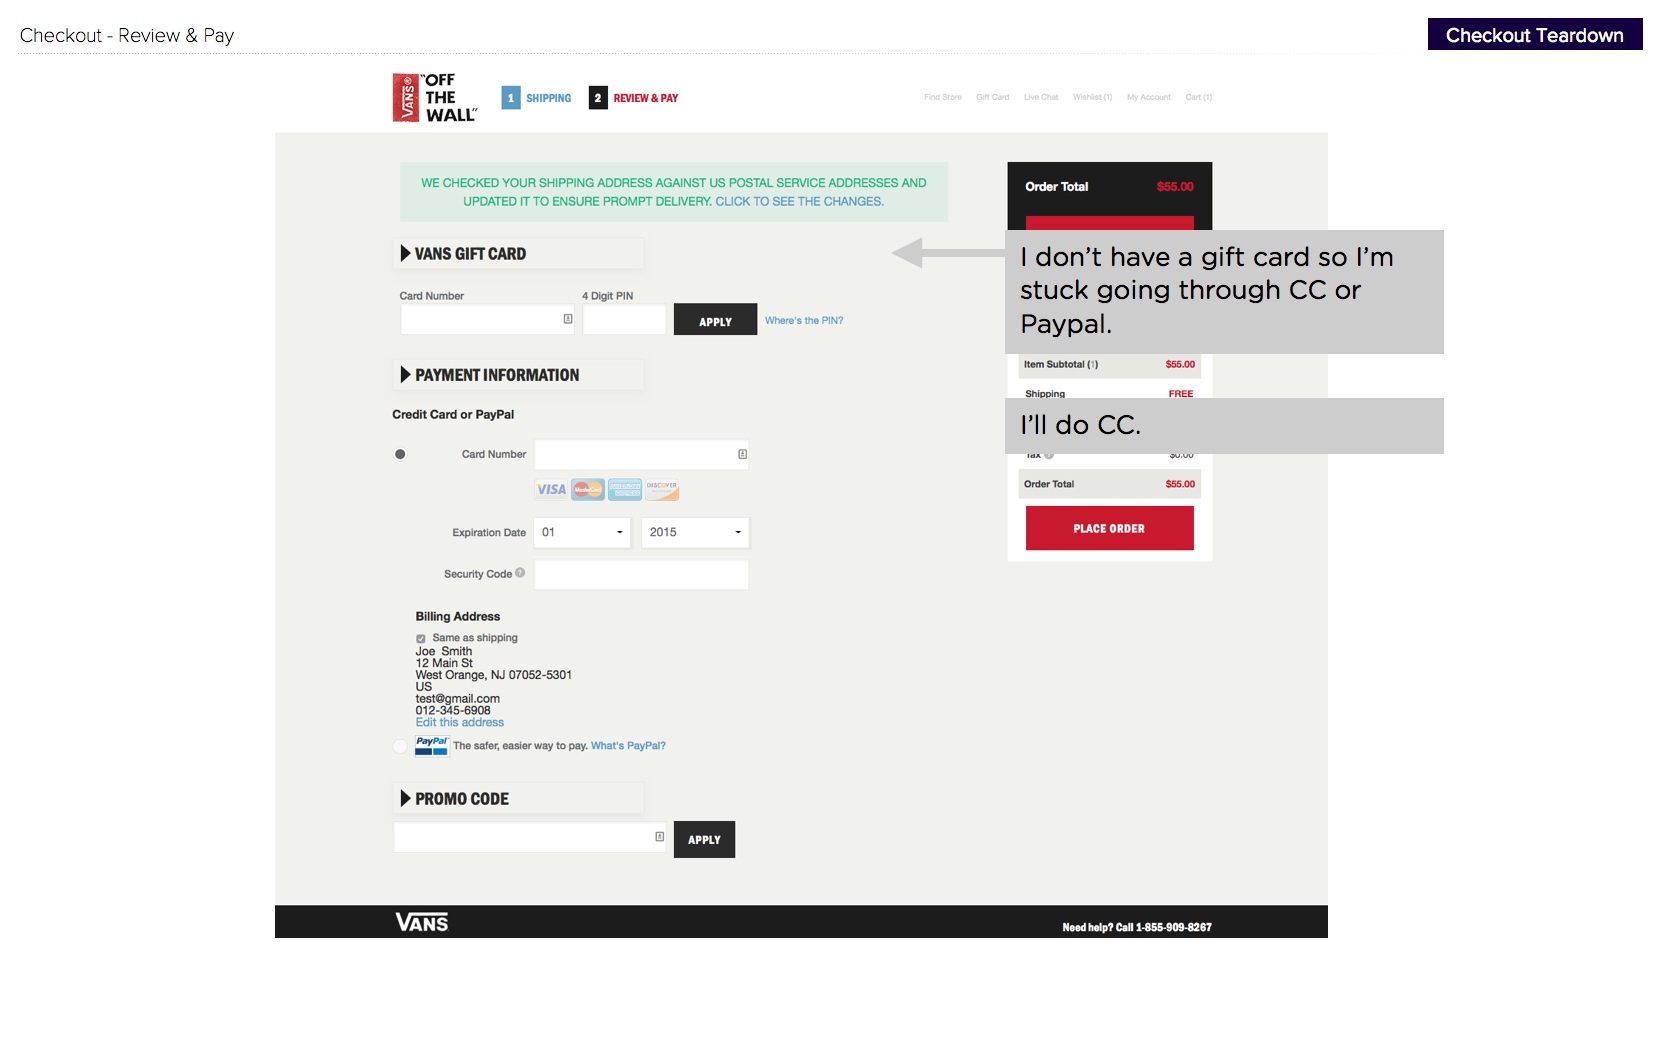 Checkout - Review & Pay
Checkout Teardown
VANS®
"OFF
THE
WALL"
1 SHIPPING
2 REVIEW & PAY
Find Store
Gift Card
Live Chat
Wishlist (1)
My Account
Cart (1)
WE CHECKED YOUR SHIPPING ADDRESS AGAINST US POSTAL SERVICE ADDRESSES AND
UPDATED IT TO ENSURE PROMPT DELIVERY. CLICK TO SEE THE CHANGES.
Order Total $55.00
VANS GIFT CARD
I don't have a gift card so I'm
stuck going through CC or
Paypal.
Card Number
4 Digit PIN
APPLY
Where's the PIN?
Item Subtotal (1) $55.00
Shipping FREE
I'll do CC.
Tax $0.00
Order Total $55.00
PLACE ORDER
PAYMENT INFORMATION
Credit Card or PayPal
Card Number
VISA
MasterCard
DISCOVER
Expiration Date 01 2015
Security Code ?
Billing Address
Same as shipping
Joe Smith
12 Main St
West Orange, NJ 07052-5301
US
test@gmail.com
012-345-6908
Edit this address
PayPal The safer, easier way to pay. What's PayPal?
PROMO CODE
APPLY
VANS
Need help? Call 1-855-909-8267